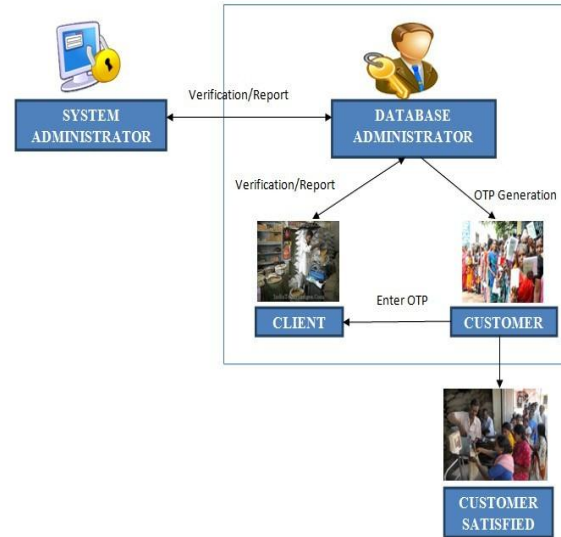 Verification/Report
SYSTEM
ADMINISTRATOR
DATABASE
ADMINISTRATOR
Verification/Report
OTP Generation
Enter OTP
CLIENT
CUSTOMER
CUSTOMER
SATISFIED